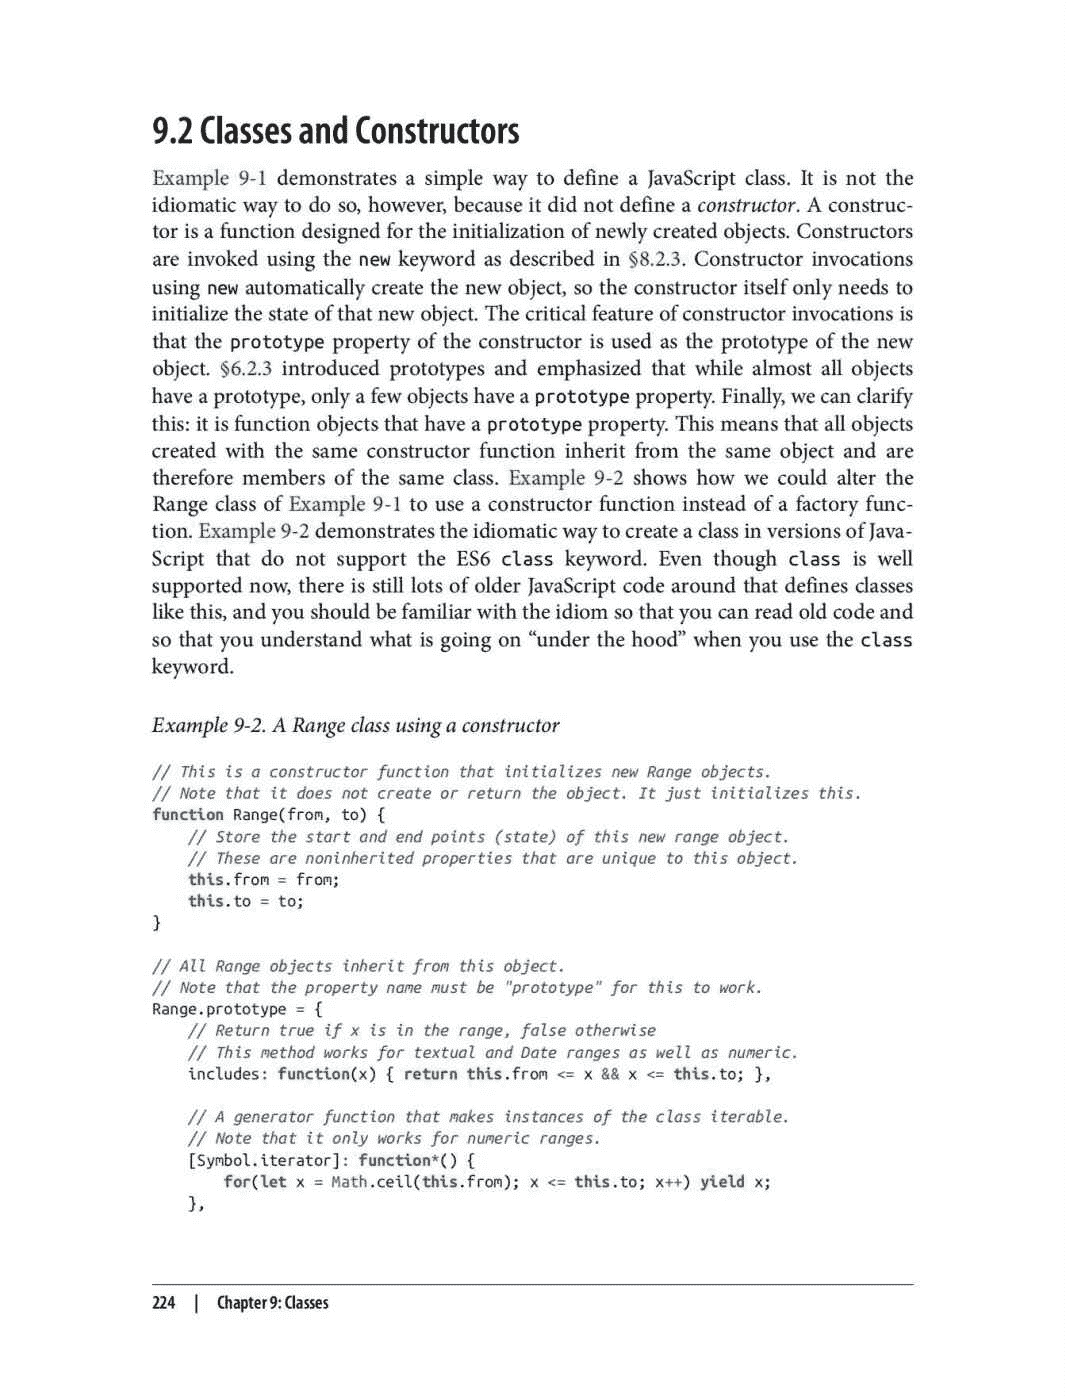 9.2 Classes and Constructors
Example 9-1 demonstrates a simple way to define a JavaScript class. It is not the
idiomatic way to do so, however, because it did not define a constructor. A construc-
tor is a function designed for the initialization of newly created objects. Constructors
are invoked using the new keyword as described in §8.2.3. Constructor invocations
using new automatically create the new object, so the constructor itself only needs to
initialize the state of that new object. The critical feature of constructor invocations is
that the prototype property of the constructor is used as the prototype of the new
object. §6.2.3 introduced prototypes and emphasized that while almost all objects
have a prototype, only a few objects have a prototype property. Finally, we can clarify
this: it is function objects that have a prototype property. This means that all objects
created with the same constructor function inherit from the same object and are
therefore members of the same class. Example 9-2 shows how we could alter the
Range class of Example 9-1 to use a constructor function instead of a factory func-
tion. Example 9-2 demonstrates the idiomatic way to create a class in versions of Java-
Script that do not support the ES6 class keyword. Even though class is well
supported now, there is still lots of older JavaScript code around that defines classes
like this, and you should be familiar with the idiom so that you can read old code and
so that you understand what is going on “under the hood” when you use the class
keyword.
Example 9-2. A Range class using a constructor
// This is a constructor function that initializes new Range objects.
// Note that it does not create or return the object. It just initializes this.
function Range(from, to) {
    // Store the start and end points (state) of this new range object.
    // These are noninherited properties that are unique to this object.
    this.from = from;
    this.to = to;
}
// All Range objects inherit from this object.
// Note that the property name must be "prototype" for this to work.
Range.prototype = {
    // Return true if x is in the range, false otherwise
    // This method works for textual and Date ranges as well as numeric.
    includes: function(x) { return this.from <= x && x <= this.to; },
    // A generator function that makes instances of the class iterable.
    // Note that it only works for numeric ranges.
    [Symbol.iterator]: function*() {
        for(let x = Math.ceil(this.from); x <= this.to; x++) yield x;
    },
224 | Chapter 9: Classes